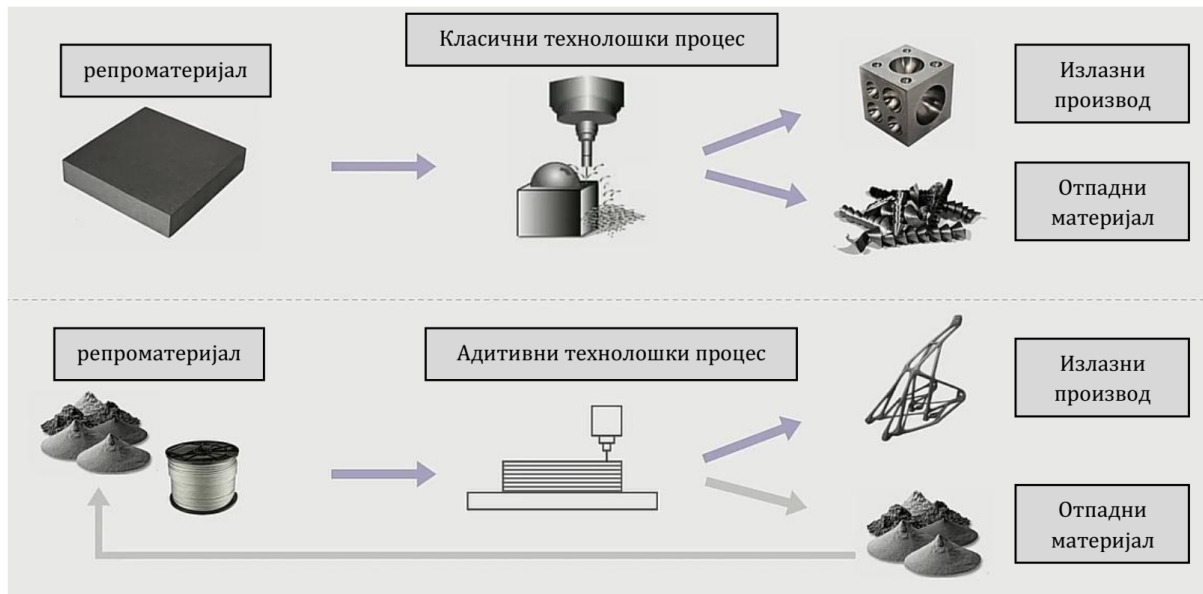 репроматеријал
Класични технолошки процес
Излазни
производ
Отпадни
материјал
репроматеријал
Адитивни технолошки процес
Излазни
производ
Отпадни
материјал